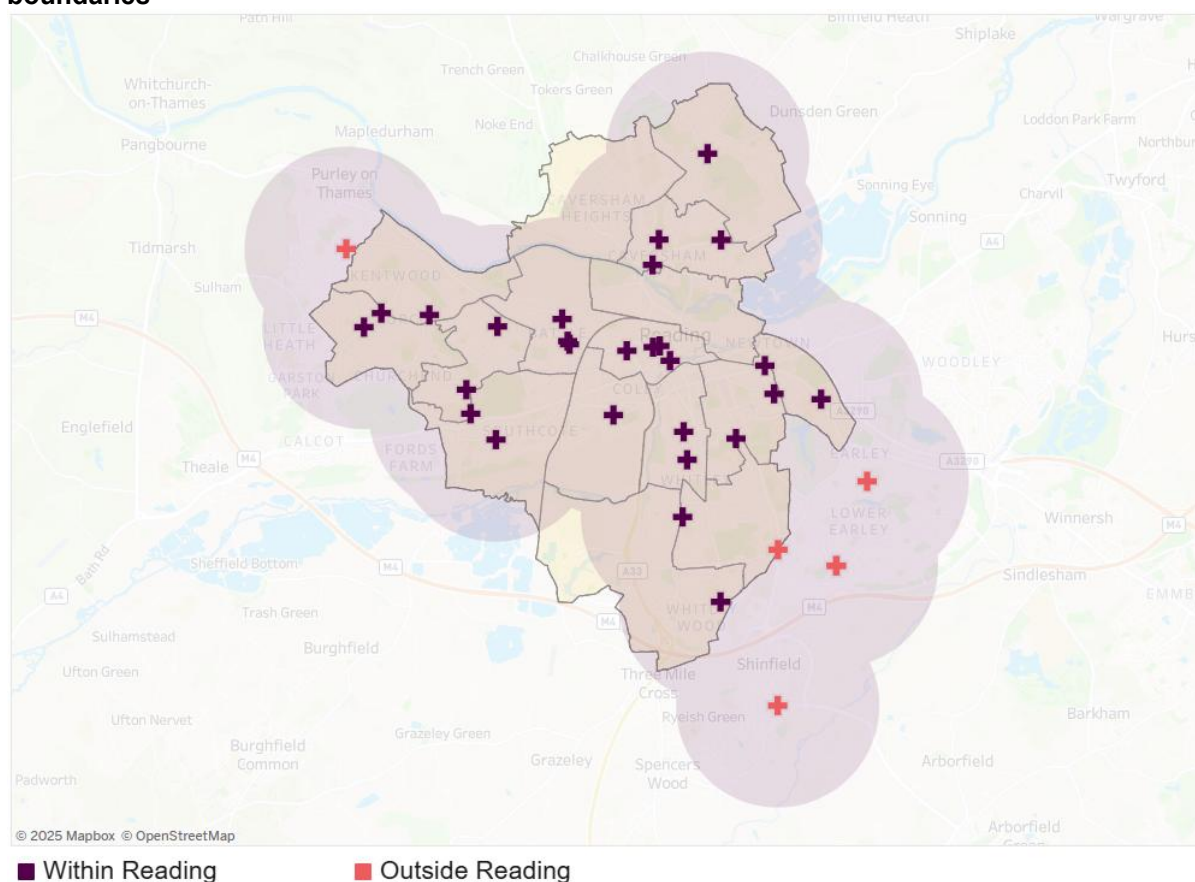 boundaries
Path Hill
Binfield Heath
Wargrave
Shiplake
Chalkhouse Green
Trench Green
Tokers Green
Whitchurch-
on-Thames
Dunsden Green
Loddon Park Farm
Mapledurham
Noke End
Pangbourne
Northbur
Purley on
Thames
Twyford
Sonning Eye
Charvil
CAVERSHAM
HEIGHTS
Sonning
Tidmarsh
A4
CAVERSHAM
KENTWOOD
Sulham
M4
LITTLE
HEATH
Reading
NEWTOWN
Hurs
WOODLEY
CHURCHEND
COLEY
A3290
Englefield
SOUTHCOTE
CALCOT
FORDS
FARM
EARLEY
Theale
M4
A3290
LOWER
EARLEY
Winnersh
M4
Bath Rd
Sheffield Bottom
M4
A33
Sindlesham
A4
Trash Green
WHITLEY
WOOD
M4
EMMB
M4
Sulhamstead
Burghfield
Shinfield
Ufton Green
Three Mile
Cross
Ufton Nervet
Ryeish Green
Barkham
Grazeley Green
Burghfield
Common
Grazeley
Spencers
Wood
Arborfield
Padworth
Arborfield
© 2025 Mapbox © OpenStreetMap
Within Reading
Outside Reading